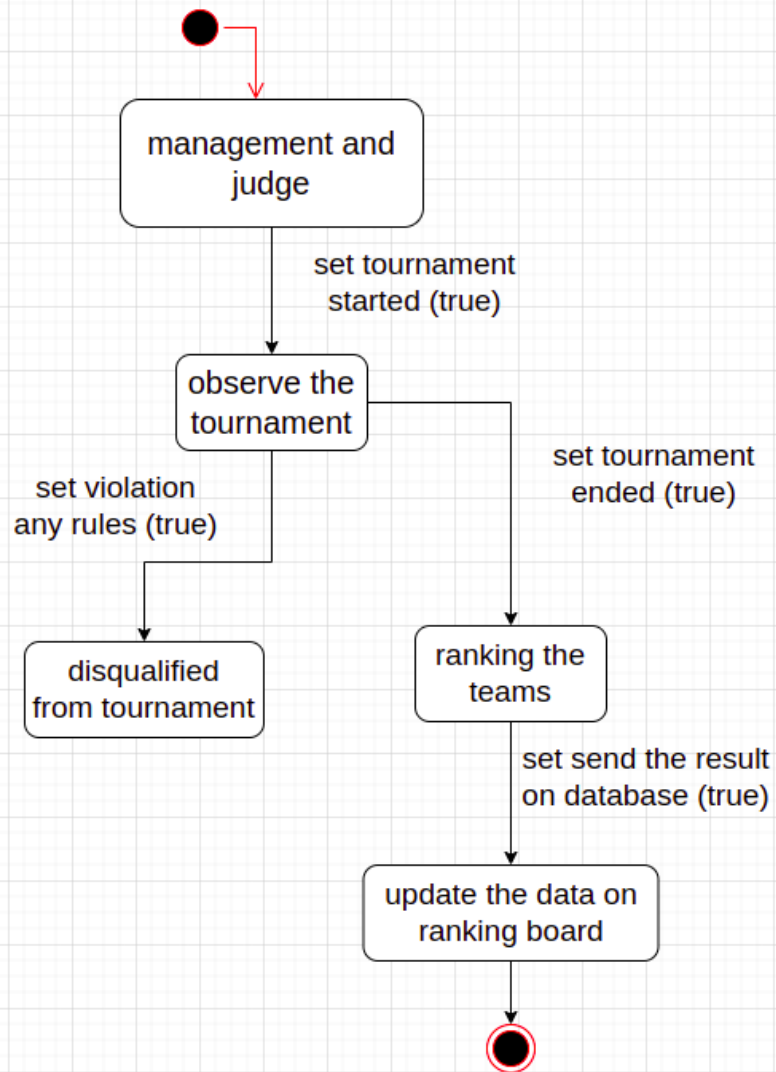 management and
judge
set tournament
started (true)
observe the
tournament
set tournament
ended (true)
set violation
any rules (true)
disqualified
from tournament
ranking the
teams
set send the result
on database (true)
update the data on
ranking board